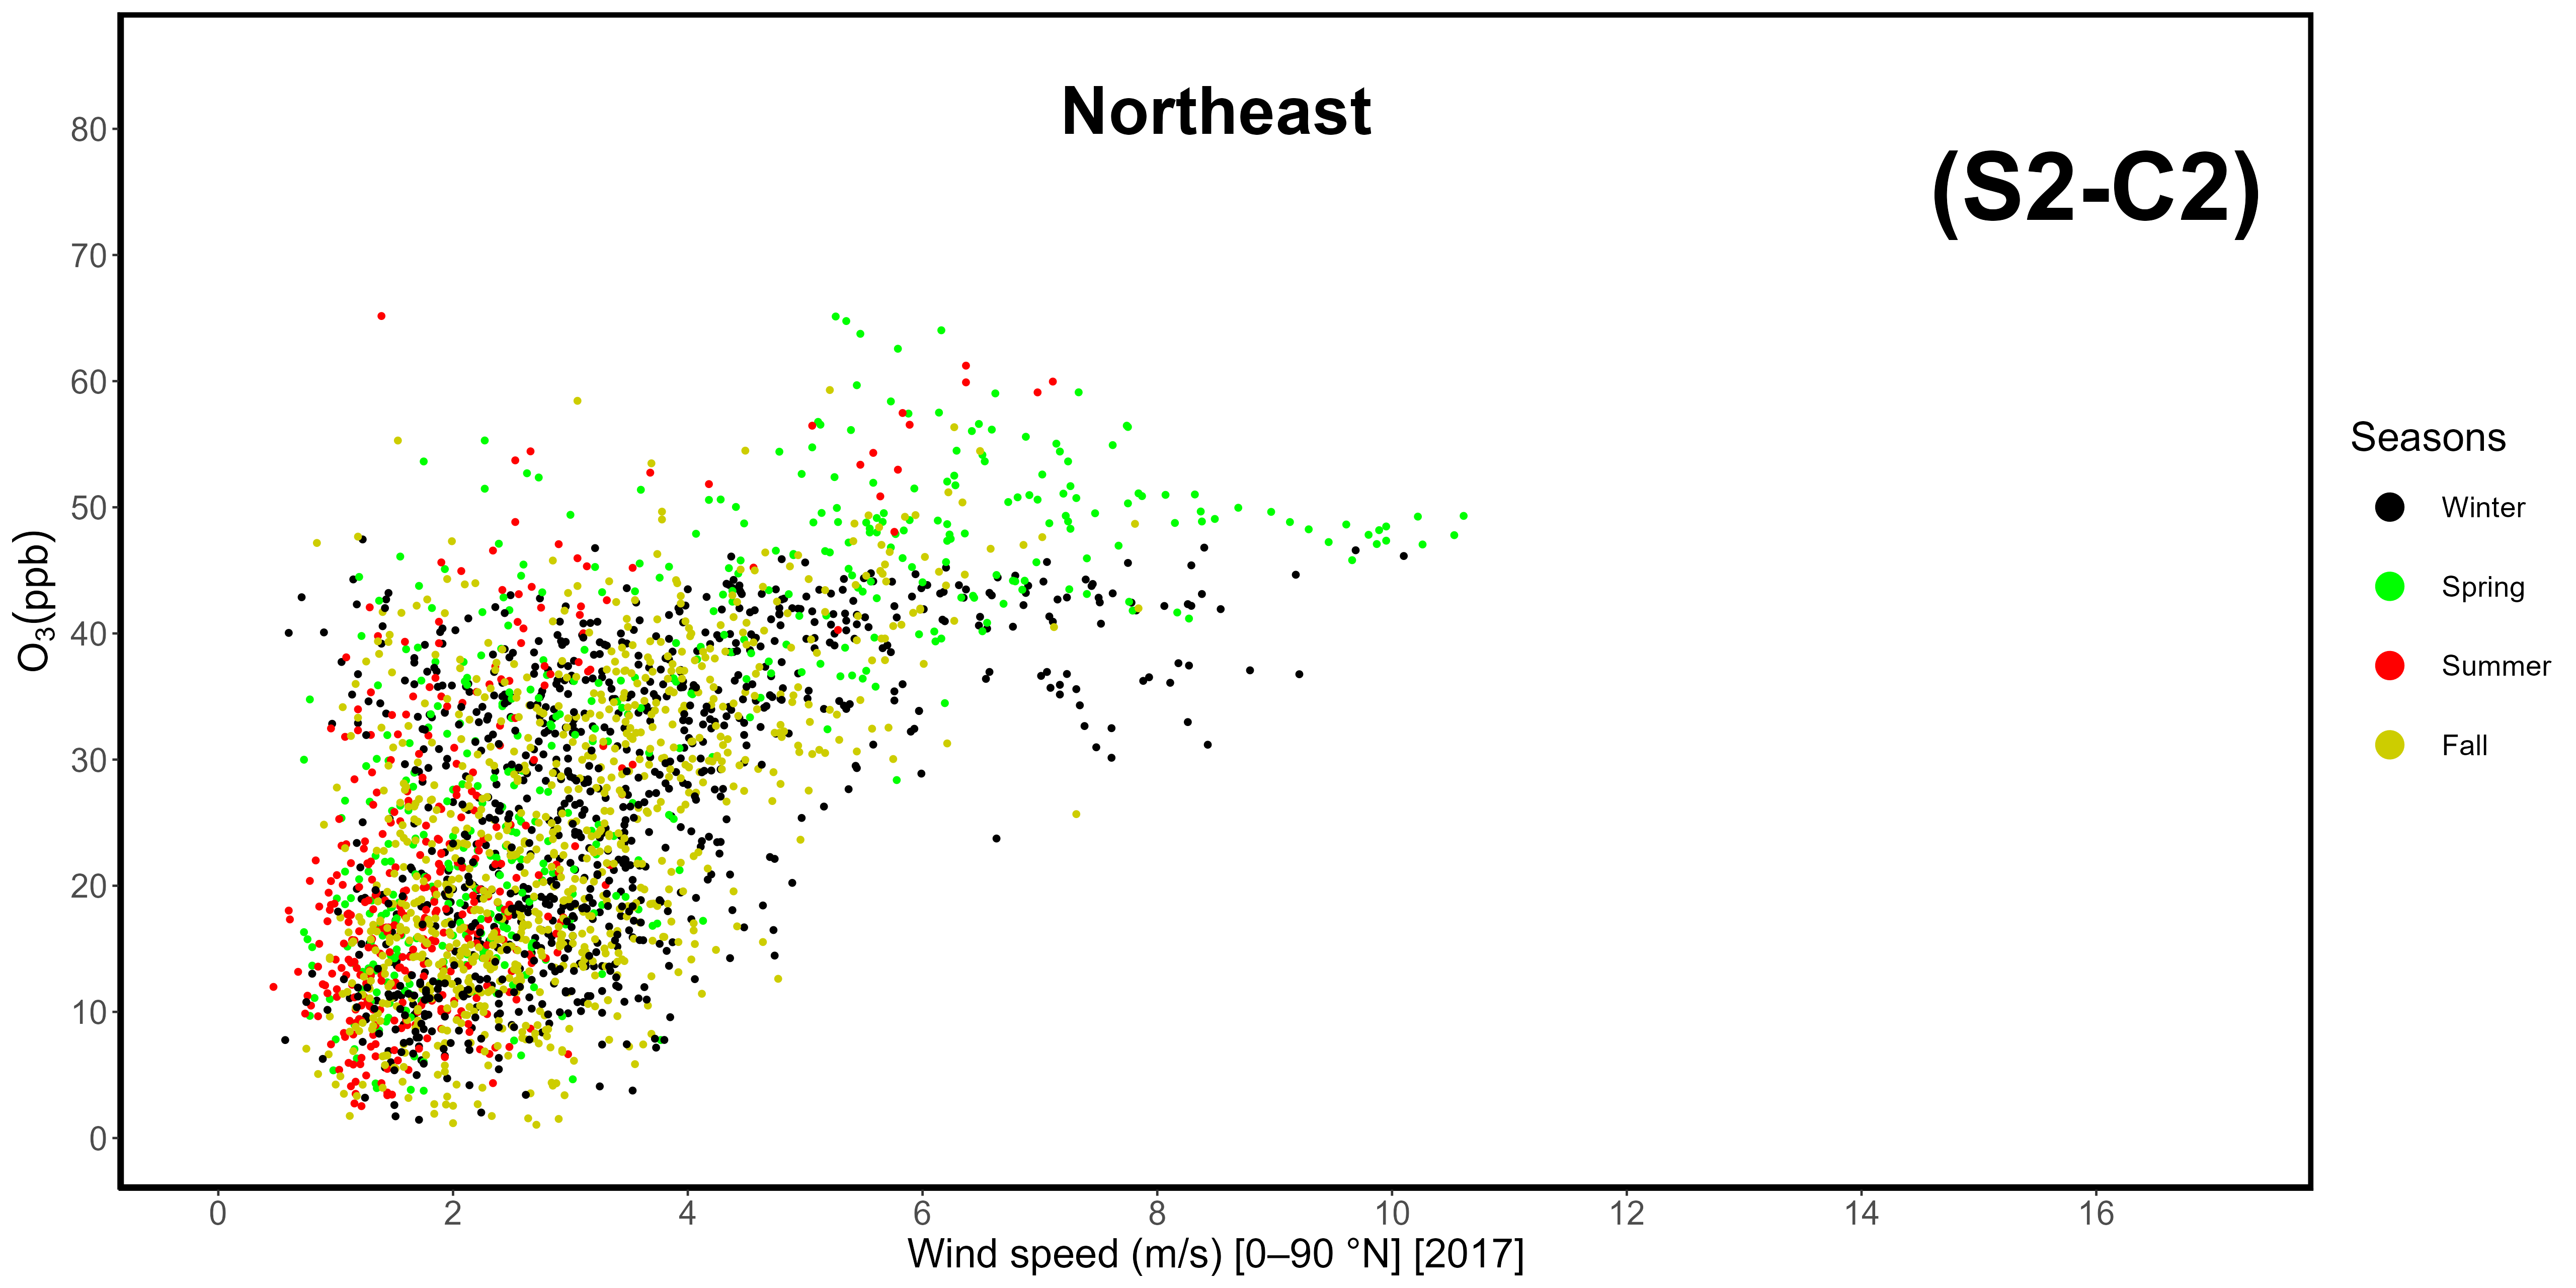 Northeast
(S2-C2)
80
70
60
50
40
30
20
10
0
O₃(ppb)
0 2 4 6 8 10 12 14 16
Wind speed (m/s) [0–90 °N] [2017]
Seasons
Winter
Spring
Summer
Fall